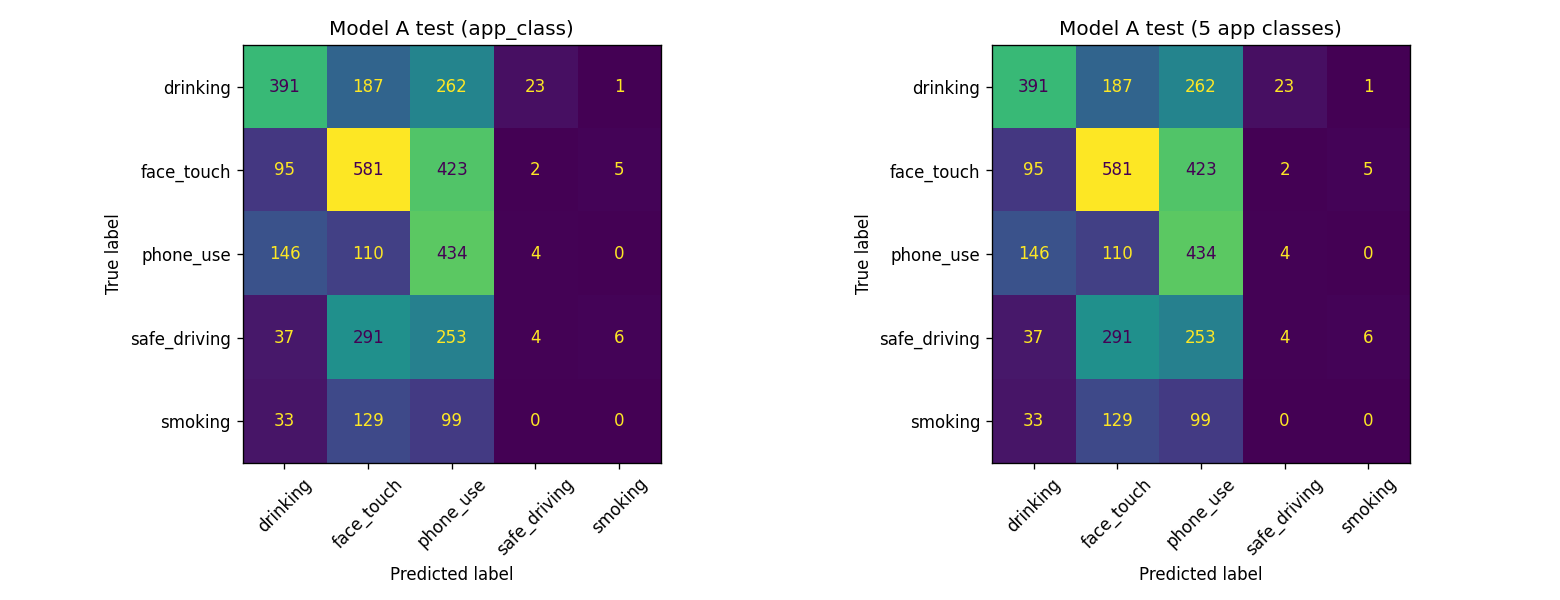 Model A test (app_class)
True label
drinking 391 187 262 23 1
face_touch 95 581 423 2 5
phone_use 146 110 434 4 0
safe_driving 37 291 253 4 6
smoking 33 129 99 0 0
drinking face_touch phone_use safe_driving smoking
Predicted label
Model A test (5 app classes)
True label
drinking 391 187 262 23 1
face_touch 95 581 423 2 5
phone_use 146 110 434 4 0
safe_driving 37 291 253 4 6
smoking 33 129 99 0 0
drinking face_touch phone_use safe_driving smoking
Predicted label